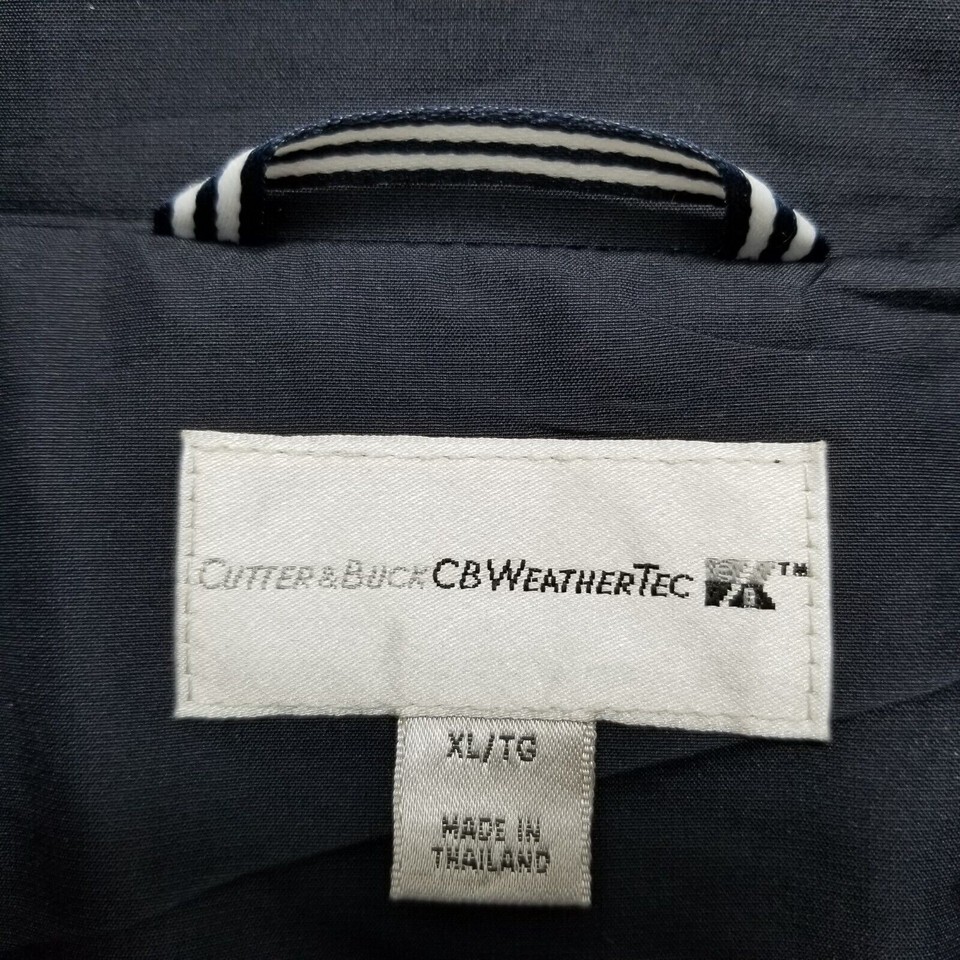 CUTTER & BUCK CB WEATHERTEC ™
XL/TG
MADE IN
THAILAND